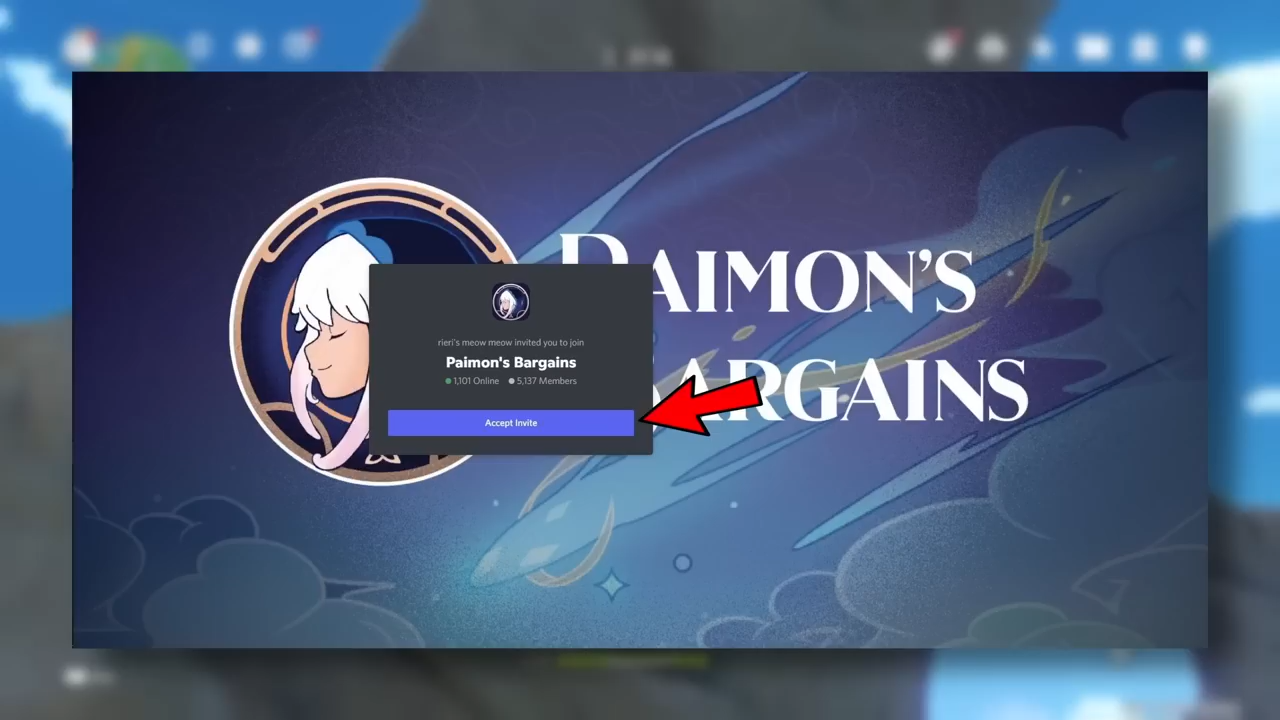 PAIMON'S
BARGAINS
rieri's meow meow invited you to join
Paimon's Bargains
1,101 Online 5,137 Members
Accept Invite